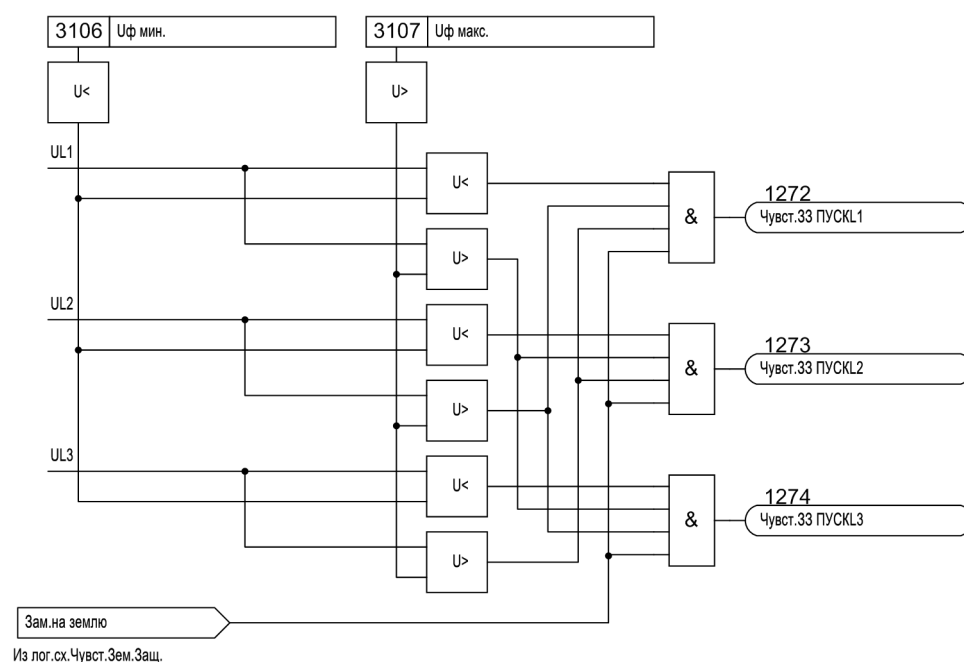 3106 Uф мин. 3107 Uф макс.
U< U>
UL1
U<
1272
& Чувст.ЗЗ ПУСКL1
U>
UL2
U<
1273
& Чувст.ЗЗ ПУСКL2
U>
UL3
U<
1274
& Чувст.ЗЗ ПУСКL3
U>
Зам.на землю
Из лог.сх.Чувст.Зем.Защ.